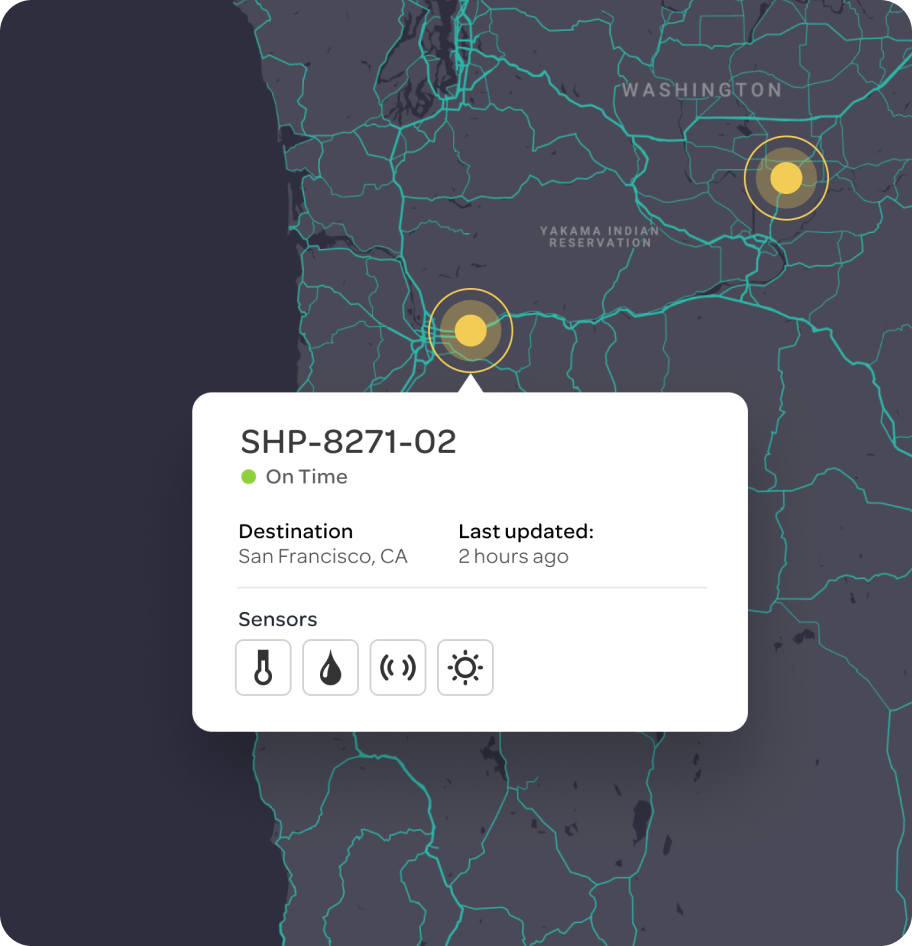 WASHINGTON
YAKAMA INDIAN
RESERVATION
SHP-8271-02
On Time
Destination
Last updated:
San Francisco, CA
2 hours ago
Sensors